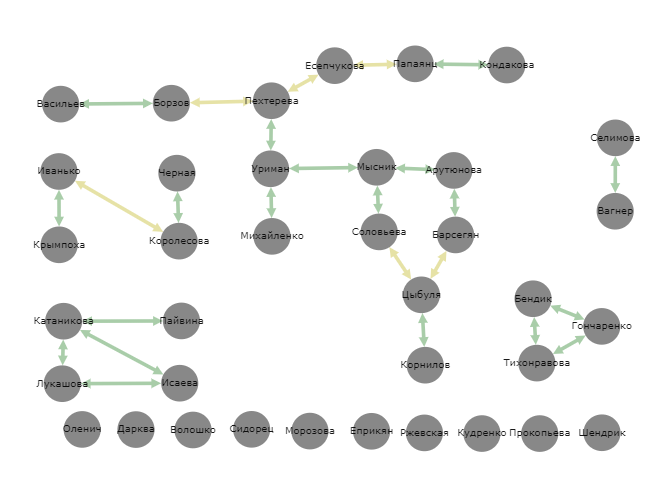 Есепчукова
Папаянц
Кондакова
Васильев
Борзов
Пехтерева
Селимова
Иванько
Черная
Уриман
Мысник
Арутюнова
Вагнер
Крымпоха
Королесова
Михайленко
Соловьева
Барсегян
Цыбуля
Бендик
Катаникова
Пайвина
Гончаренко
Корнилов
Тихонравова
Лукашова
Исаева
Оленич
Дарква
Волошко
Сидорец
Морозова
Еприкян
Ржевская
Кудренко
Прокопьева
Шендрик